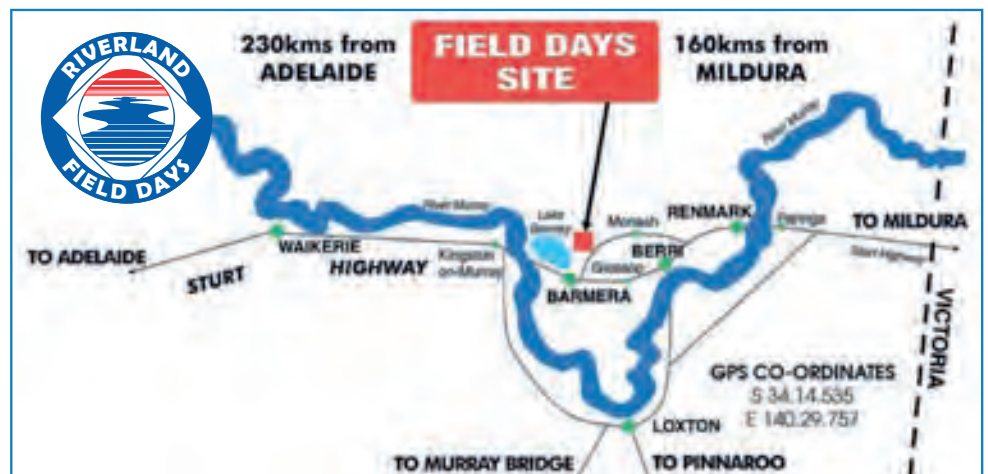 RIVERLAND
FIELD DAYS
230kms from
ADELAIDE
FIELD DAYS
SITE
160kms from
MILDURA
River Murray
River Murray
Lake
Bonney
Monash
RENMARK
Paringa
TO MILDURA
TO ADELAIDE
WAIKERIE
STURT
HIGHWAY
Kingston
on-Murray
BERRI
Glossop
Sturt Highway
BARMERA
VICTORIA
GPS CO-ORDINATES
S 34.14.535
E 140.29.757
LOXTON
TO MURRAY BRIDGE
TO PINNAROO